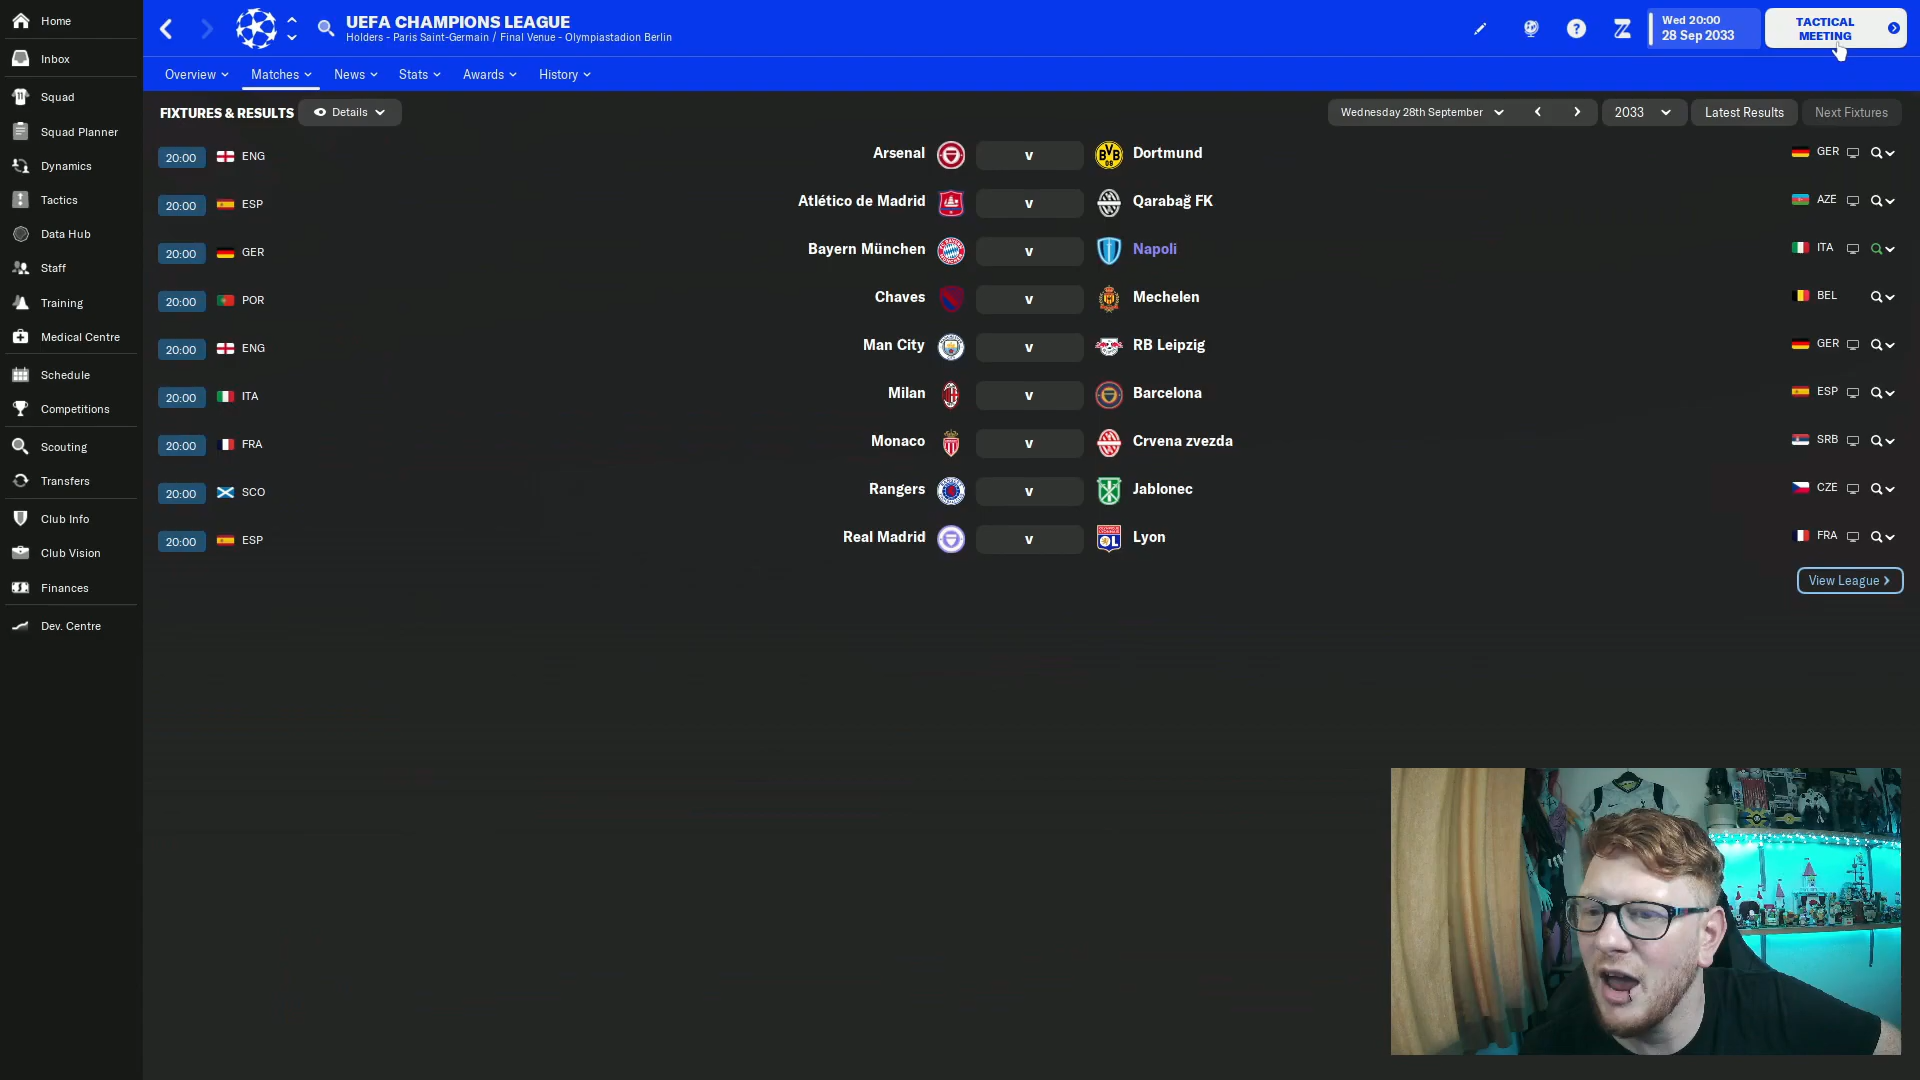 Home
Inbox
Squad
Squad Planner
Dynamics
Tactics
Data Hub
Staff
Training
Medical Centre
Schedule
Competitions
Scouting
Transfers
Club Info
Club Vision
Finances
Dev. Centre
UEFA CHAMPIONS LEAGUE
Holders - Paris Saint-Germain / Final Venue - Olympiastadion Berlin
Wed 20:00
28 Sep 2033
TACTICAL
MEETING
Overview Matches News Stats Awards History
FIXTURES & RESULTS Details Wednesday 28th September 2033 Latest Results Next Fixtures
20:00 ENG Arsenal v Dortmund GER
20:00 ESP Atlético de Madrid v Qarabağ FK AZE
20:00 GER Bayern München v Napoli ITA
20:00 POR Chaves v Mechelen BEL
20:00 ENG Man City v RB Leipzig GER
20:00 ITA Milan v Barcelona ESP
20:00 FRA Monaco v Crvena zvezda SRB
20:00 SCO Rangers v Jablonec CZE
20:00 ESP Real Madrid v Lyon FRA
View League